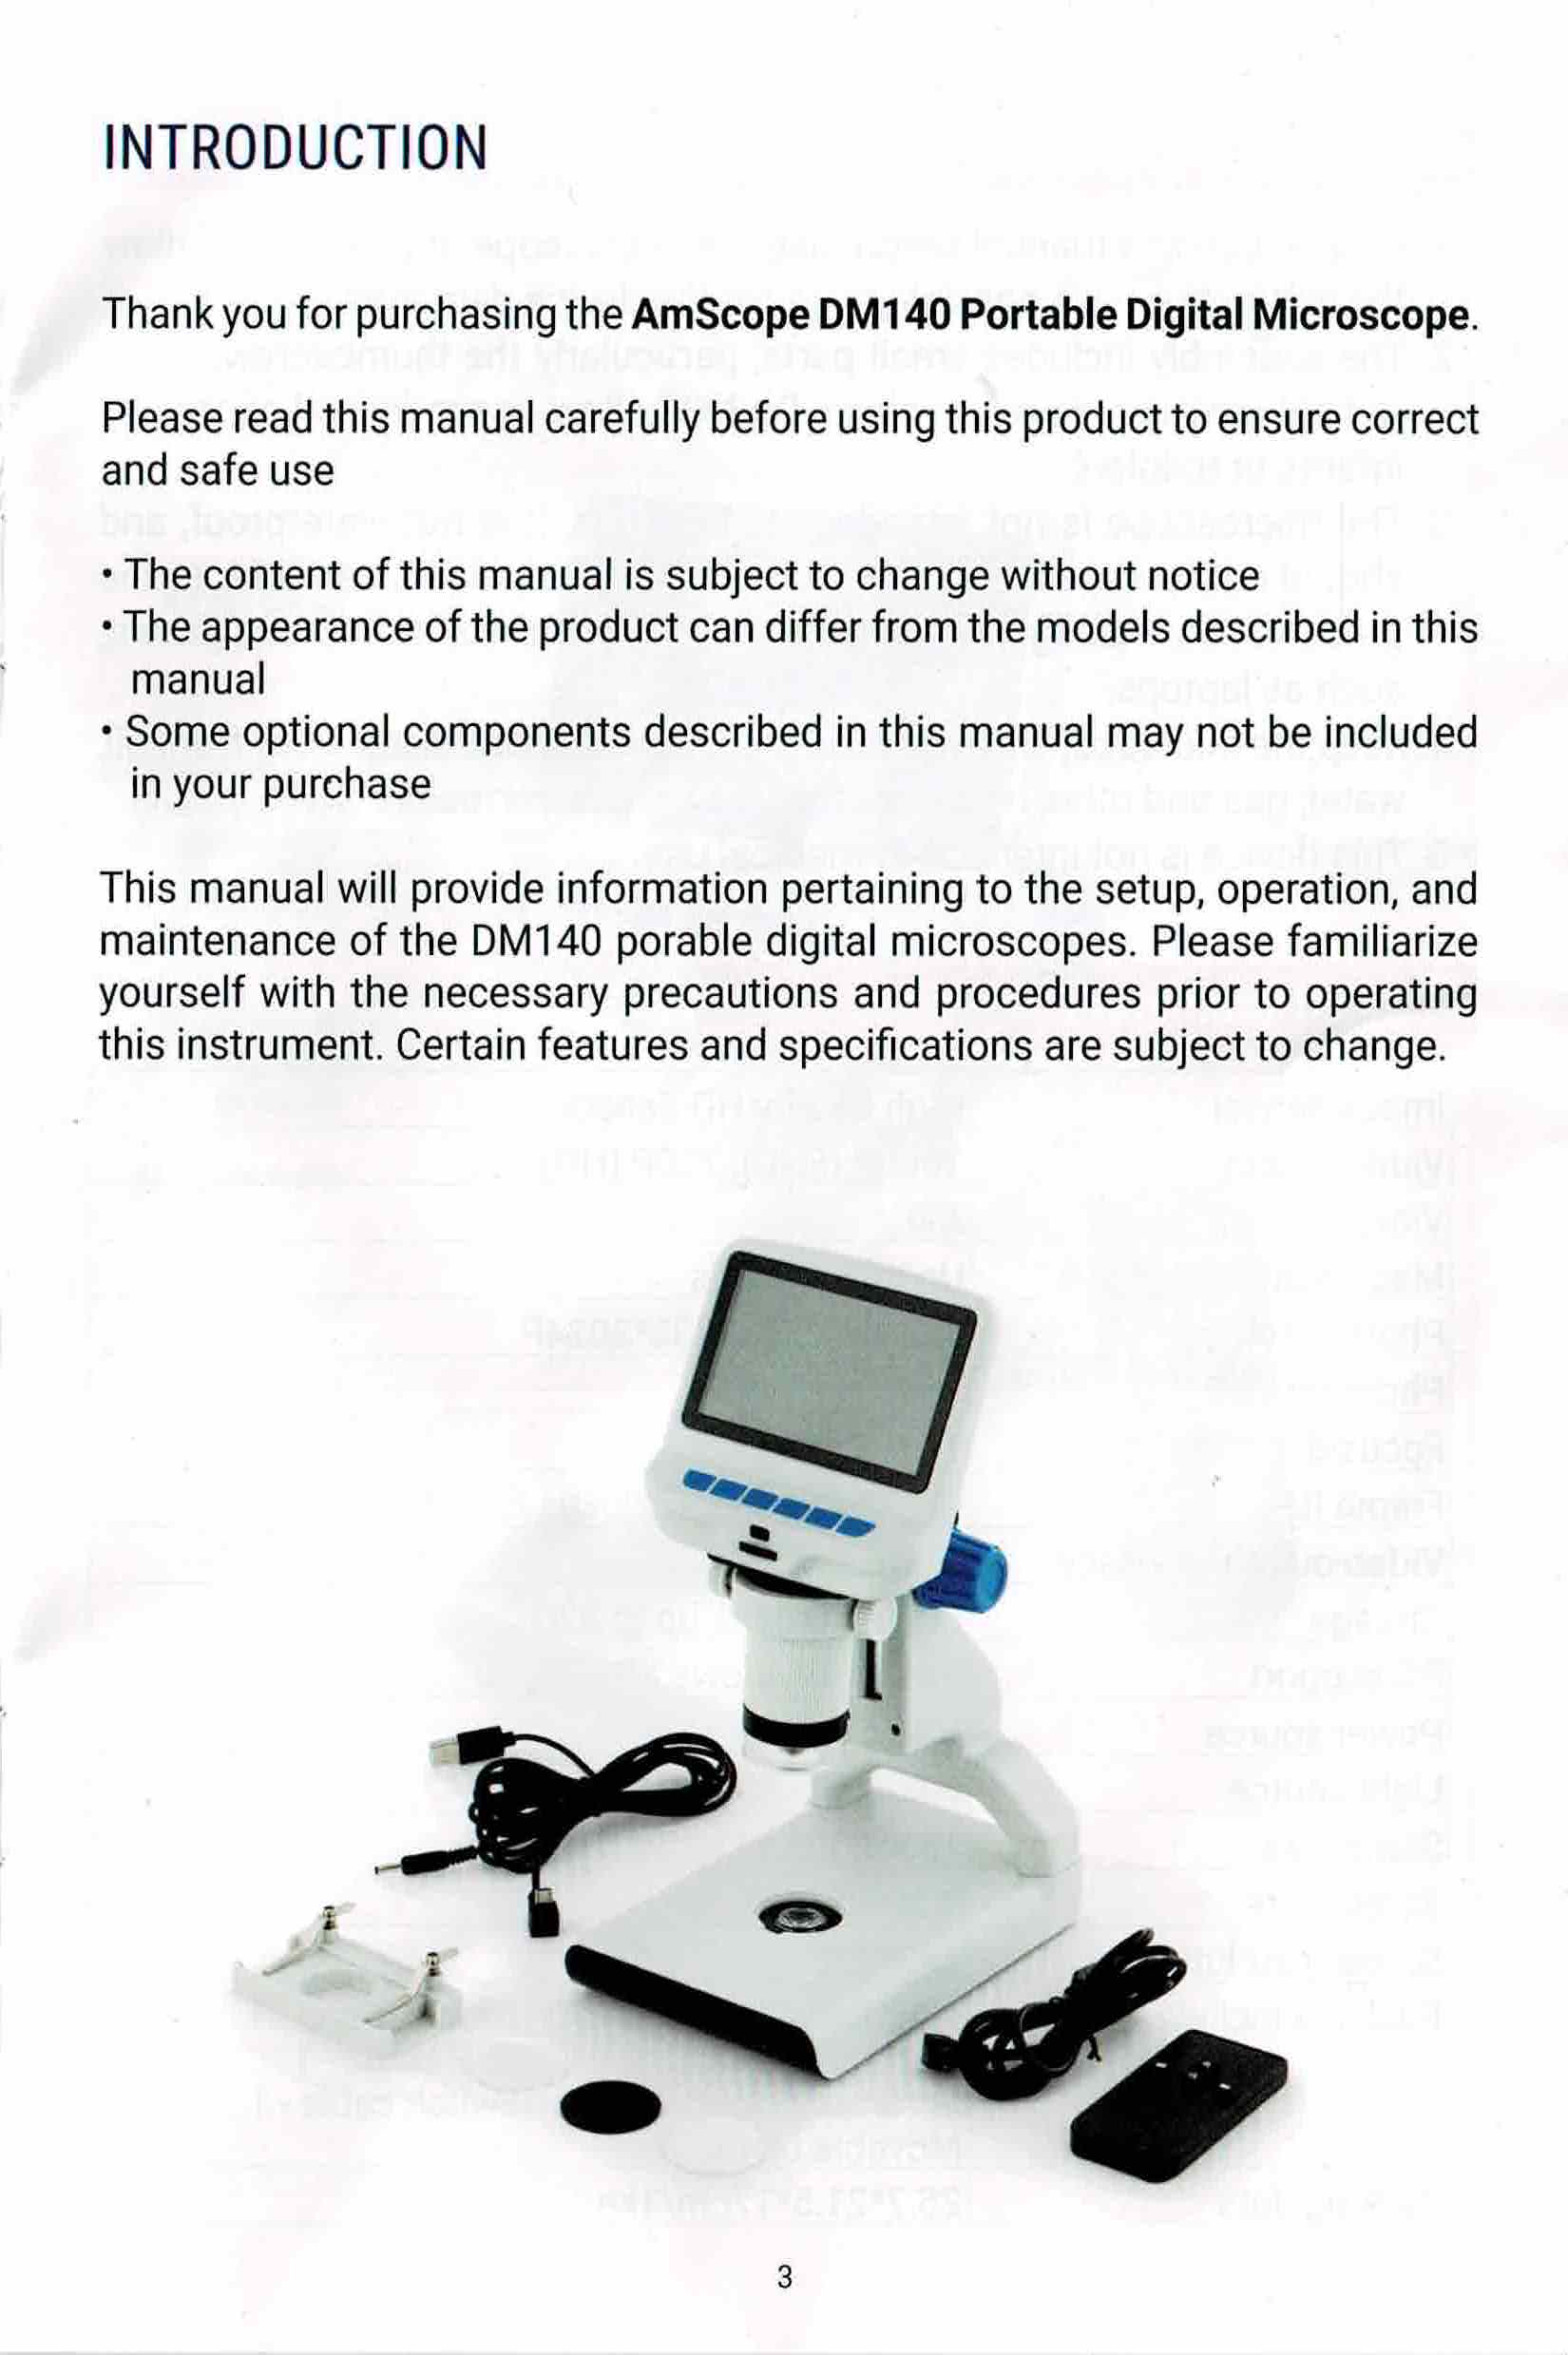 INTRODUCTION
Thank you for purchasing the AmScope DM140 Portable Digital Microscope.
Please read this manual carefully before using this product to ensure correct
and safe use
• The content of this manual is subject to change without notice
• The appearance of the product can differ from the models described in this
manual
• Some optional components described in this manual may not be included
in your purchase
This manual will provide information pertaining to the setup, operation, and
maintenance of the DM140 porable digital microscopes. Please familiarize
yourself with the necessary precautions and procedures prior to operating
this instrument. Certain features and specifications are subject to change.
3